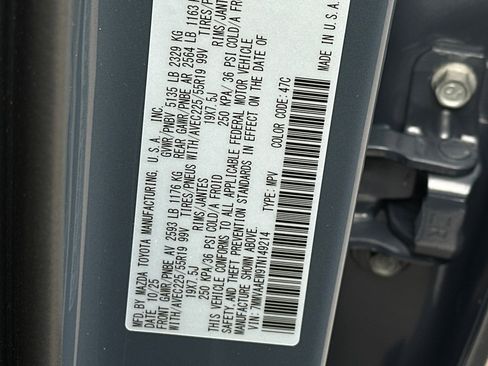 MFD.BY MAZDA TOYOTA MANUFACTURING, U.S.A. INC.
10/25 GVWR/PNBV 5135 LB 2329 KG
FRONT GAWR/PNBE AV 2593 LB 1176 KG REAR GAWR/PNBE AR 2564 LB 1163
WITH/AVEC225/55R19 99V TIRES/PNEUS WITH/AVEC225/55R19 99V TIRES/
19X7.5J RIMS/JANTES 19X7.5J RIMS/JANTES
250 KPA/36 PSI COLD/A FROID 250 KPA/ 36 PSI COLD/A FROID
THIS VEHICLE CONFORMS TO ALL APPLICABLE FEDERAL MOTOR VEHICLE
SAFETY, AND THEFT PREVENTION STANDARDS IN EFFECT ON THE DATE OF
MANUFACTURE SHOWN ABOVE.
TYPE: MPV COLOR CODE: 47C
MADE IN U.S.A.